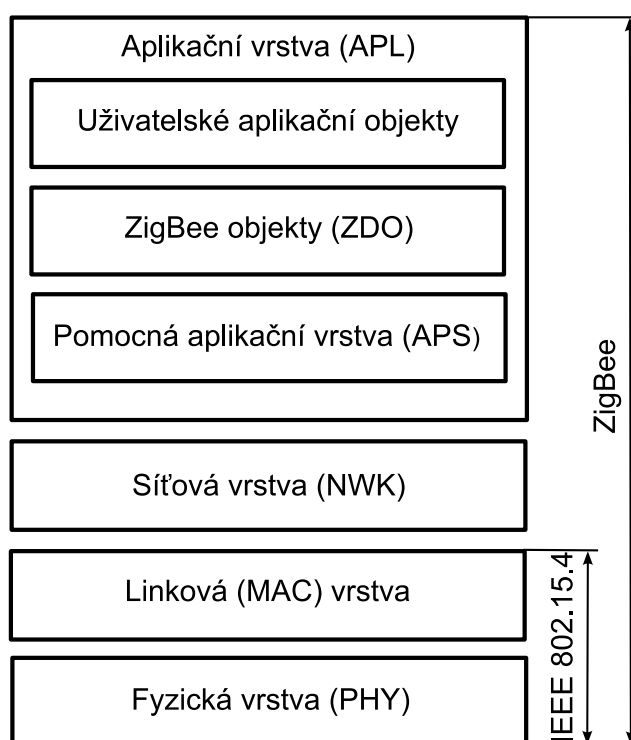 Aplikační vrstva (APL)
Uživatelské aplikační objekty
ZigBee objekty (ZDO)
Pomocná aplikační vrstva (APS)
Síťová vrstva (NWK)
Linková (MAC) vrstva
Fyzická vrstva (PHY)
IEEE 802.15.4
ZigBee